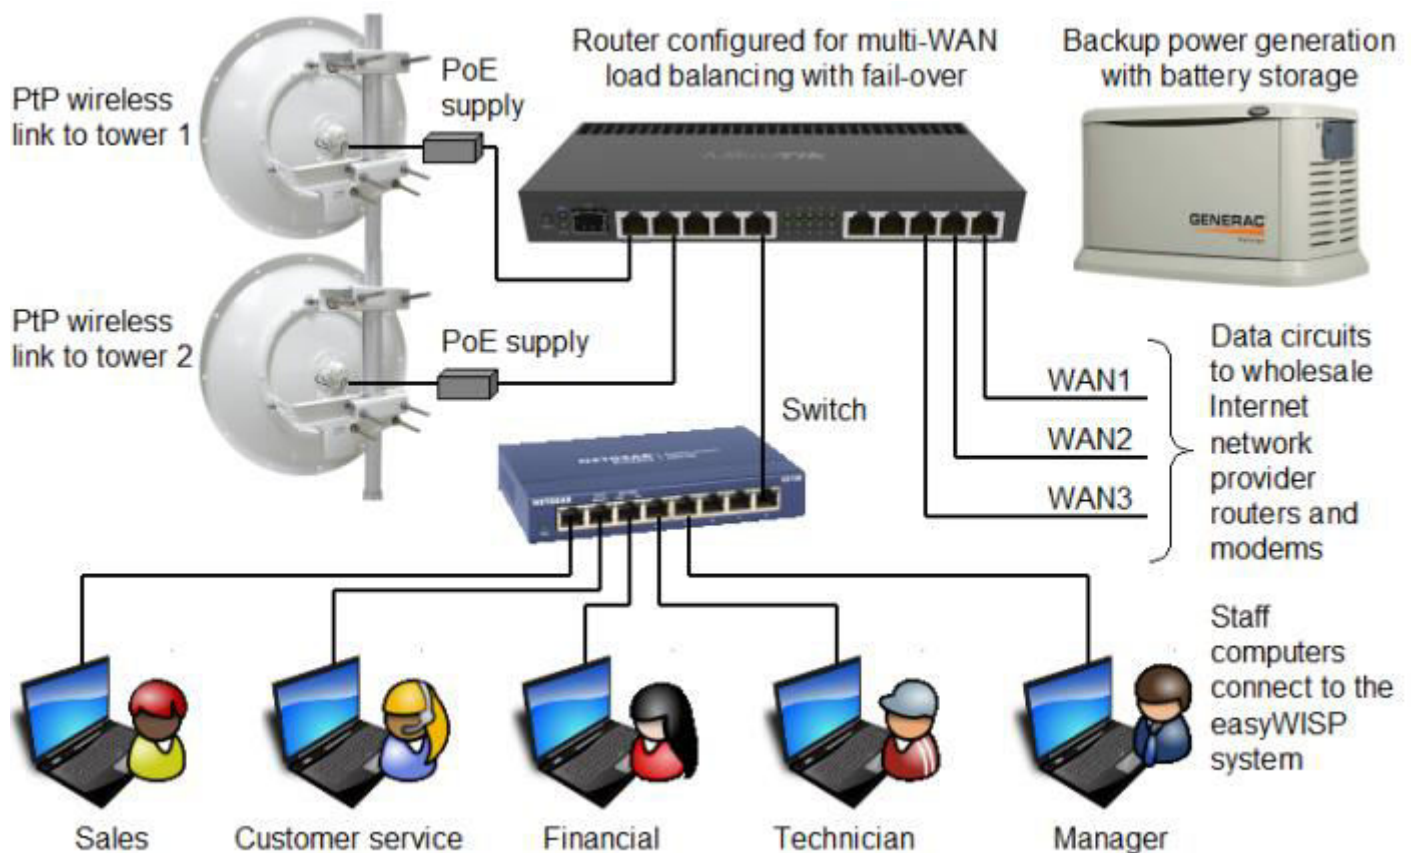 PtP wireless
link to tower 1
PoE
supply
Router configured for multi-WAN
load balancing with fail-over
Backup power generation
with battery storage
MikroTik
GENERAC
PtP wireless
link to tower 2
PoE supply
Switch
NETGEAR
NETGEAR
WAN1
WAN2
WAN3
Data circuits
to wholesale
Internet
network
provider
routers and
modems
Staff
computers
connect to the
easyWISP
system
Sales
Customer service
Financial
Technician
Manager